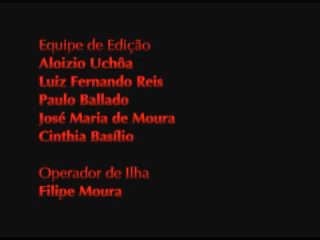 Equipe de Edição
Aloizio Uchôa
Luiz Fernando Reis
Paulo Ballado
José Maria de Moura
Cinthia Basílio
Operador de Ilha
Filipe Moura